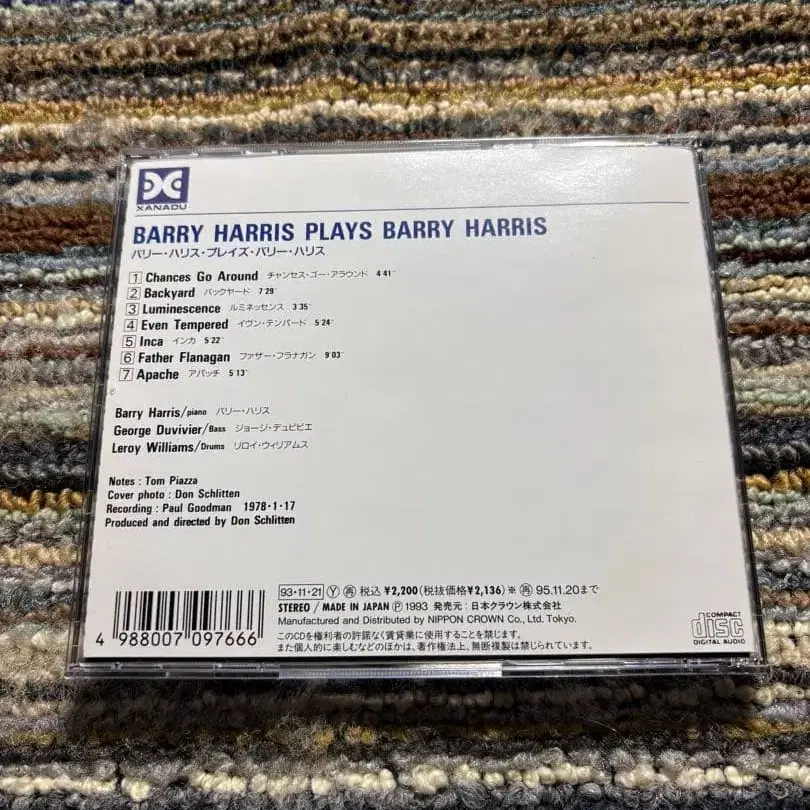 XANADU
BARRY HARRIS PLAYS BARRY HARRIS
バリー・ハリス・プレイズ・バリー・ハリス
1 Chances Go Around チャンセス・ゴー・アラウンド 4'41"
2 Backyard バックヤード 7'29"
3 Luminescence ルミネッセンス 3'35"
4 Even Tempered イヴン・テンパード 5'24"
5 Inca インカ 5'22"
6 Father Flanagan ファザー・フラナガン 9'03"
7 Apache アパッチ 5'13"
℗
Barry Harris/piano バリー・ハリス
George Duvivier/Bass ジョージ・デュビビエ
Leroy Williams/Drums リロイ・ウィリアムス
Notes : Tom Piazza
Cover photo : Don Schlitten
Recording : Paul Goodman 1978・1・17
Produced and directed by Don Schlitten
93・11・21 Ⓨ 再 税込 ¥2,200(税抜価格¥2,136)※ 再 95.11.20まで
STEREO / MADE IN JAPAN ℗ 1993 発売元：日本クラウン株式会社
Manufactured and Distributed by NIPPON CROWN Co., Ltd. Tokyo.
このCDを権利者の許諾なく賃貸業に使用することを禁じます。
また個人的に楽しむなどのほかは、著作権法上、無断複製は禁じられています。
4 988007 097666
COMPACT
disc
DIGITAL AUDIO